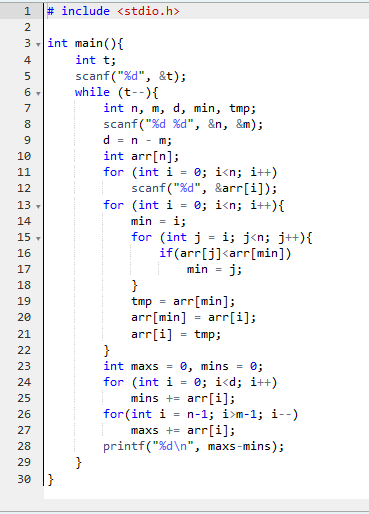 1 # include <stdio.h>
2
3 int main(){
4     int t;
5     scanf("%d", &t);
6     while (t--){
7         int n, m, d, min, tmp;
8         scanf("%d %d", &n, &m);
9         d = n - m;
10         int arr[n];
11         for (int i = 0; i<n; i++)
12             scanf("%d", &arr[i]);
13         for (int i = 0; i<n; i++){
14             min = i;
15             for (int j = i; j<n; j++){
16                 if(arr[j]<arr[min])
17                     min = j;
18             }
19             tmp = arr[min];
20             arr[min] = arr[i];
21             arr[i] = tmp;
22         }
23         int maxs = 0, mins = 0;
24         for (int i = 0; i<d; i++)
25             mins += arr[i];
26         for(int i = n-1; i>m-1; i--)
27             maxs += arr[i];
28         printf("%d\n", maxs-mins);
29     }
30 }